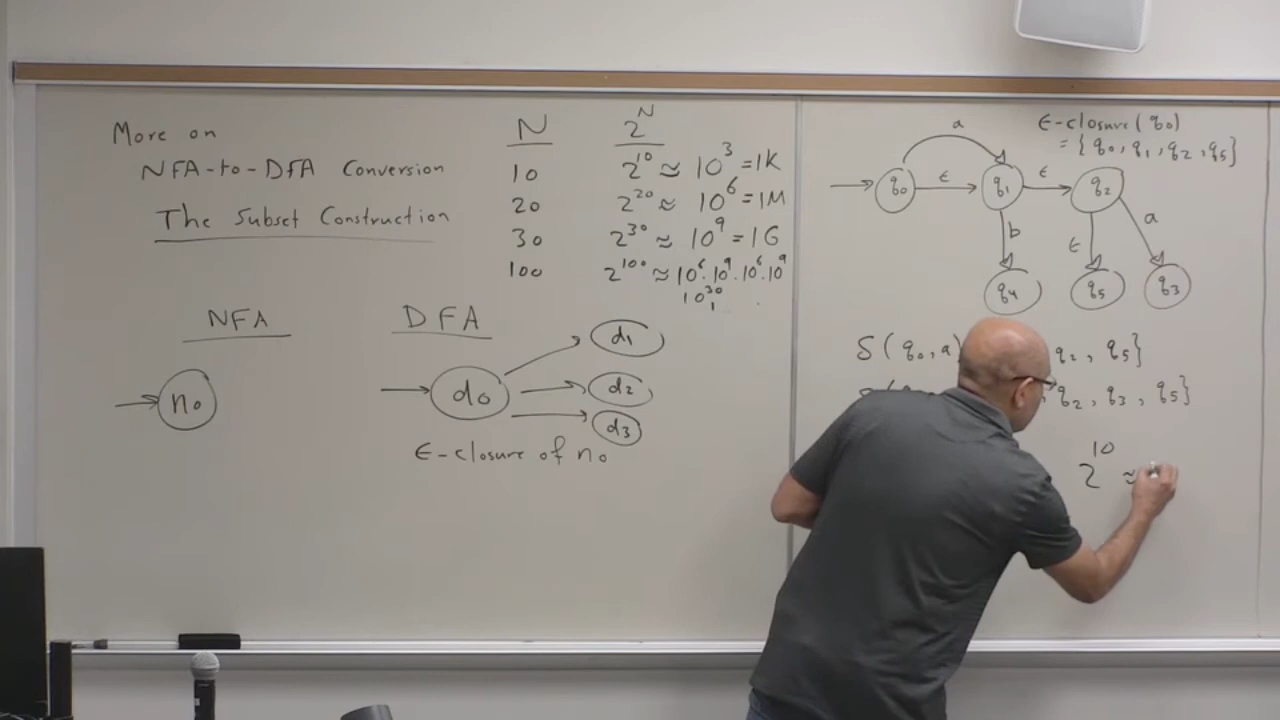 More on
NFA-to-DFA Conversion
The Subset Construction
N 2^N
10 2^10 ≈ 10^3 = 1K
20 2^20 ≈ 10^6 = 1M
30 2^30 ≈ 10^9 = 1G
100 2^100 ≈ 10^6·10^9·10^6·10^9
10^30
NFA
n0
DFA
d0
d1
d2
d3
ε-closure of n0
ε-closure(q0)
= {q0, q1, q2, q5}
a
q0 ε q1 ε q2
b ε a
q4 q5 q3
δ(q0, a) q2, q5}
q2, q3, q5}
2^10 ≈